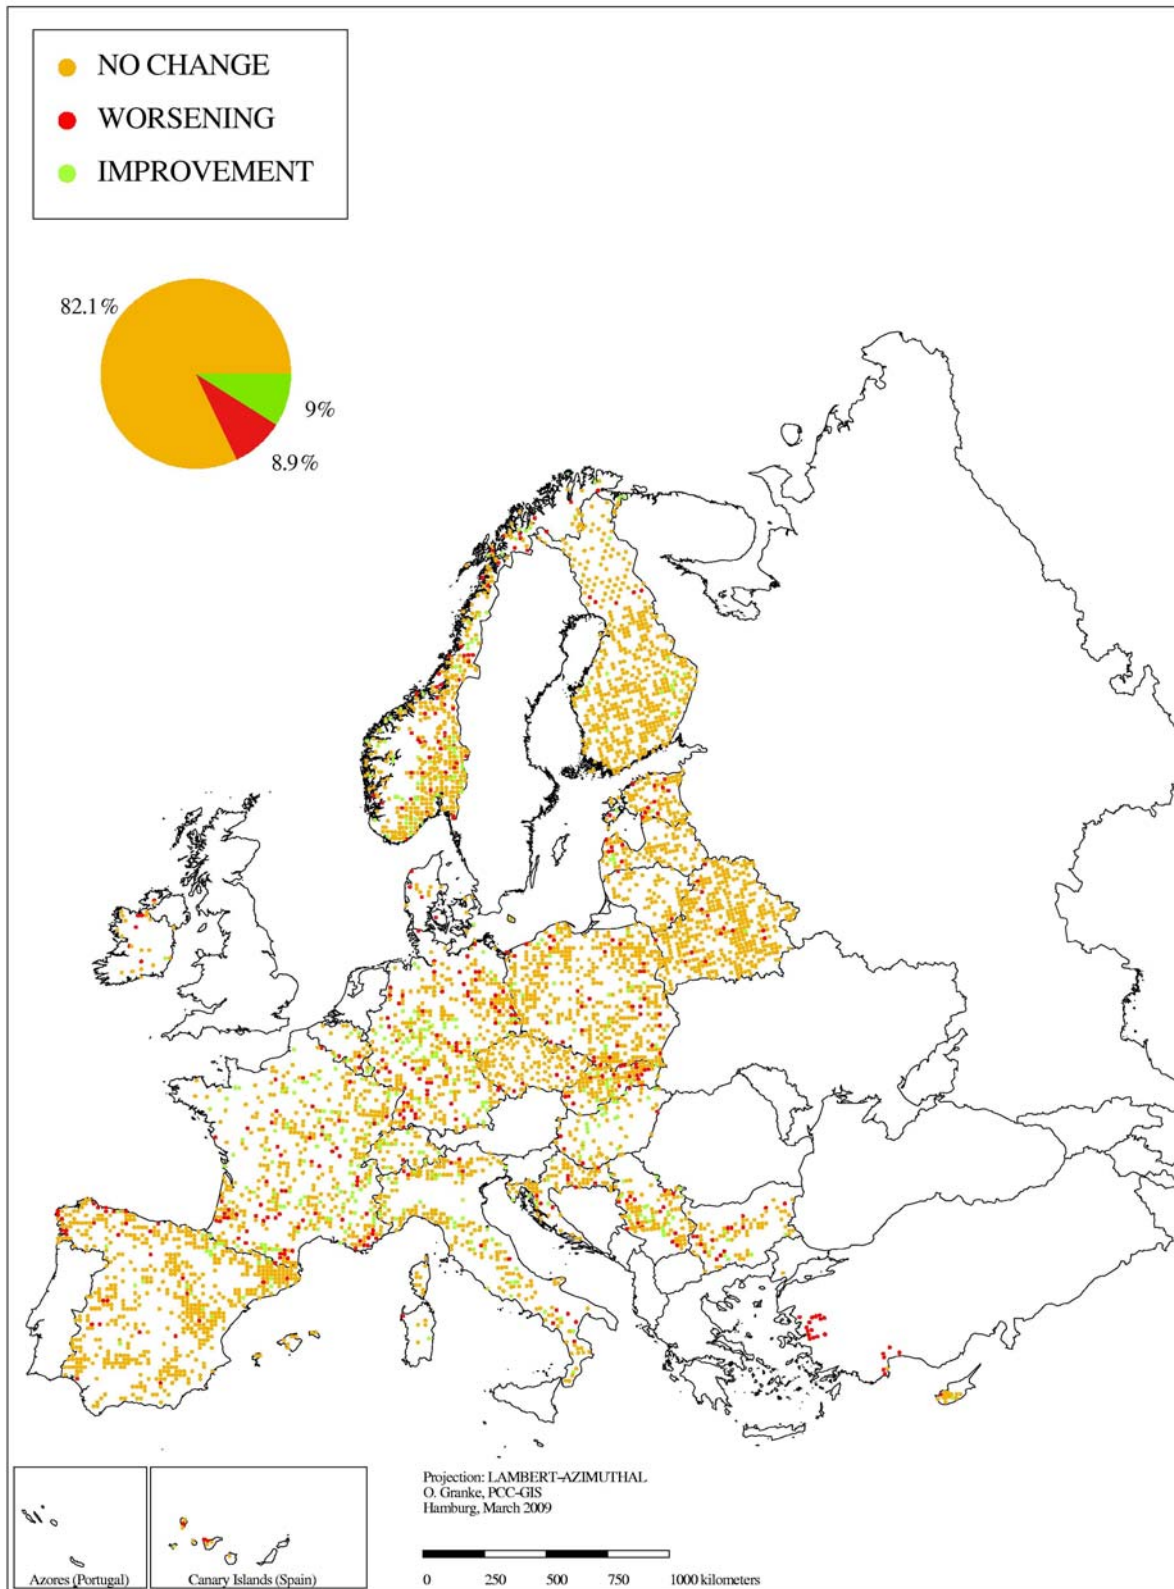 NO CHANGE
WORSENING
IMPROVEMENT
82.1%
9%
8.9%
Projection: LAMBERT-AZIMUTHAL
O. Granke, PCC-GIS
Hamburg, March 2009
Azores (Portugal)
Canary Islands (Spain)
0 250 500 750 1000 kilometers